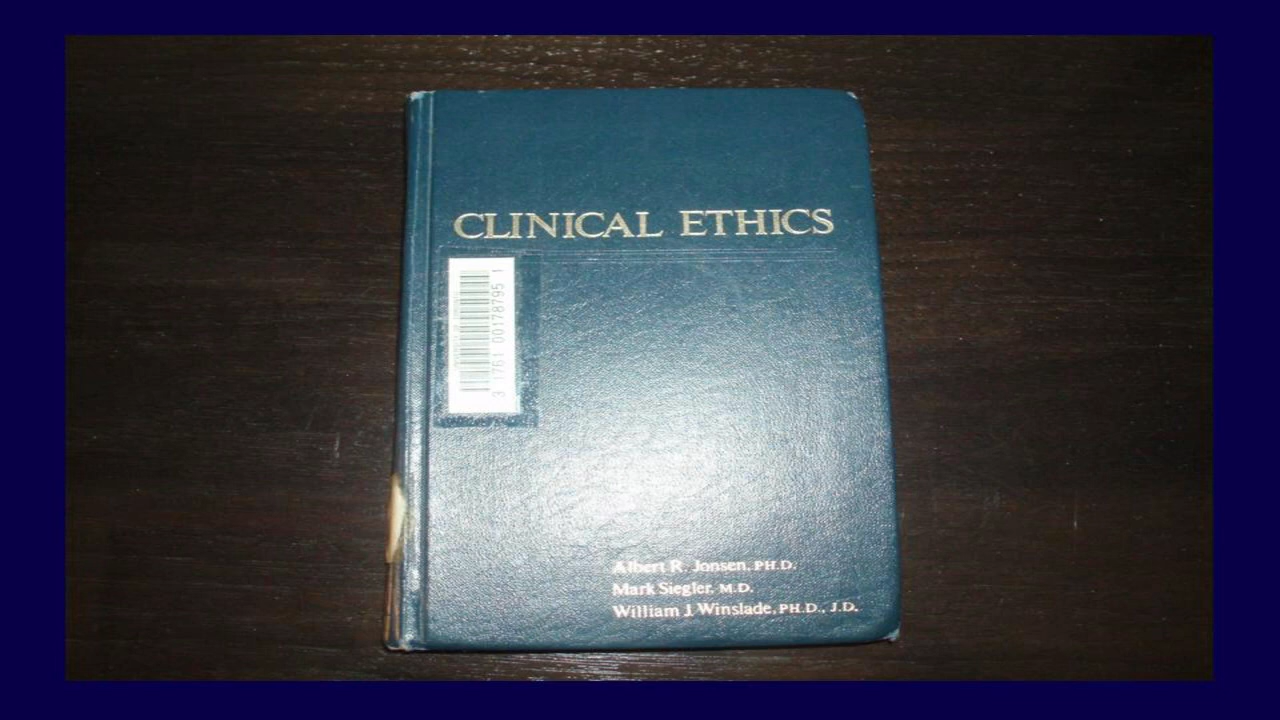 CLINICAL ETHICS
3 1761 00178795 1
Albert R. Jonsen, PH.D.
Mark Siegler, M.D.
William J. Winslade, PH.D., J.D.